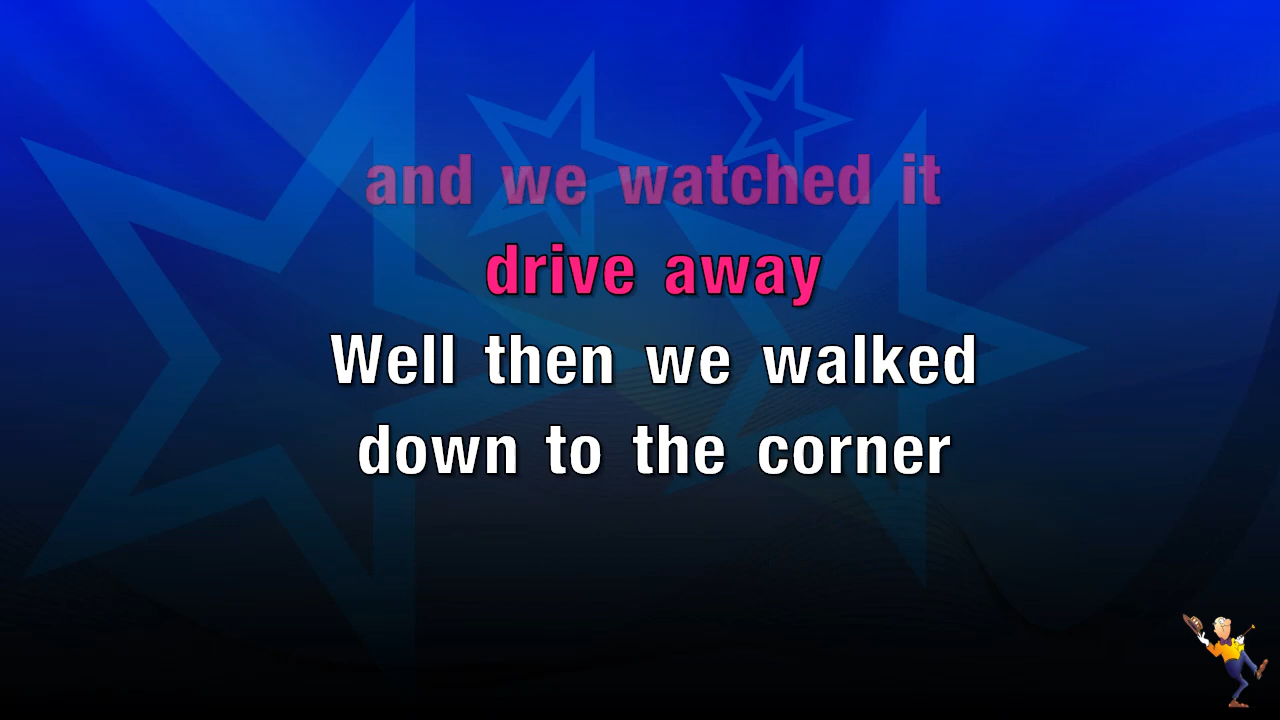 and we watched it
drive away
Well then we walked
down to the corner